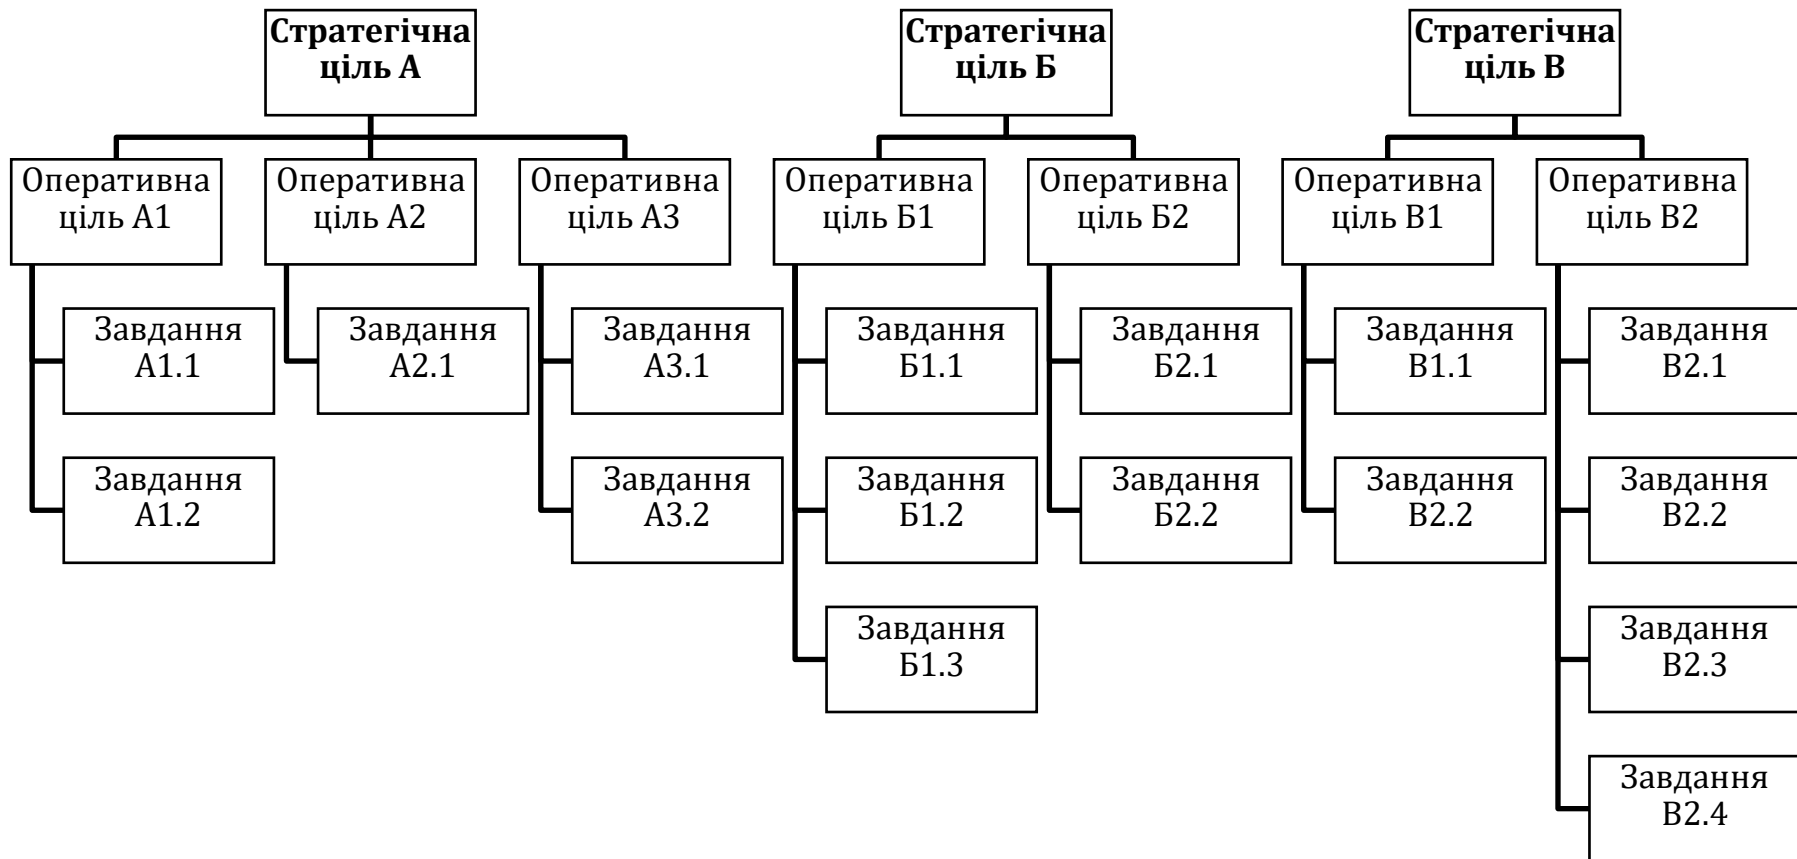 Стратегічна
ціль А
Стратегічна
ціль Б
Стратегічна
ціль В
Оперативна
ціль А1
Оперативна
ціль А2
Оперативна
ціль А3
Оперативна
ціль Б1
Оперативна
ціль Б2
Оперативна
ціль В1
Оперативна
ціль В2
Завдання
А1.1
Завдання
А2.1
Завдання
А3.1
Завдання
Б1.1
Завдання
Б2.1
Завдання
В1.1
Завдання
В2.1
Завдання
А1.2
Завдання
А3.2
Завдання
Б1.2
Завдання
Б2.2
Завдання
В2.2
Завдання
В2.2
Завдання
Б1.3
Завдання
В2.3
Завдання
В2.4